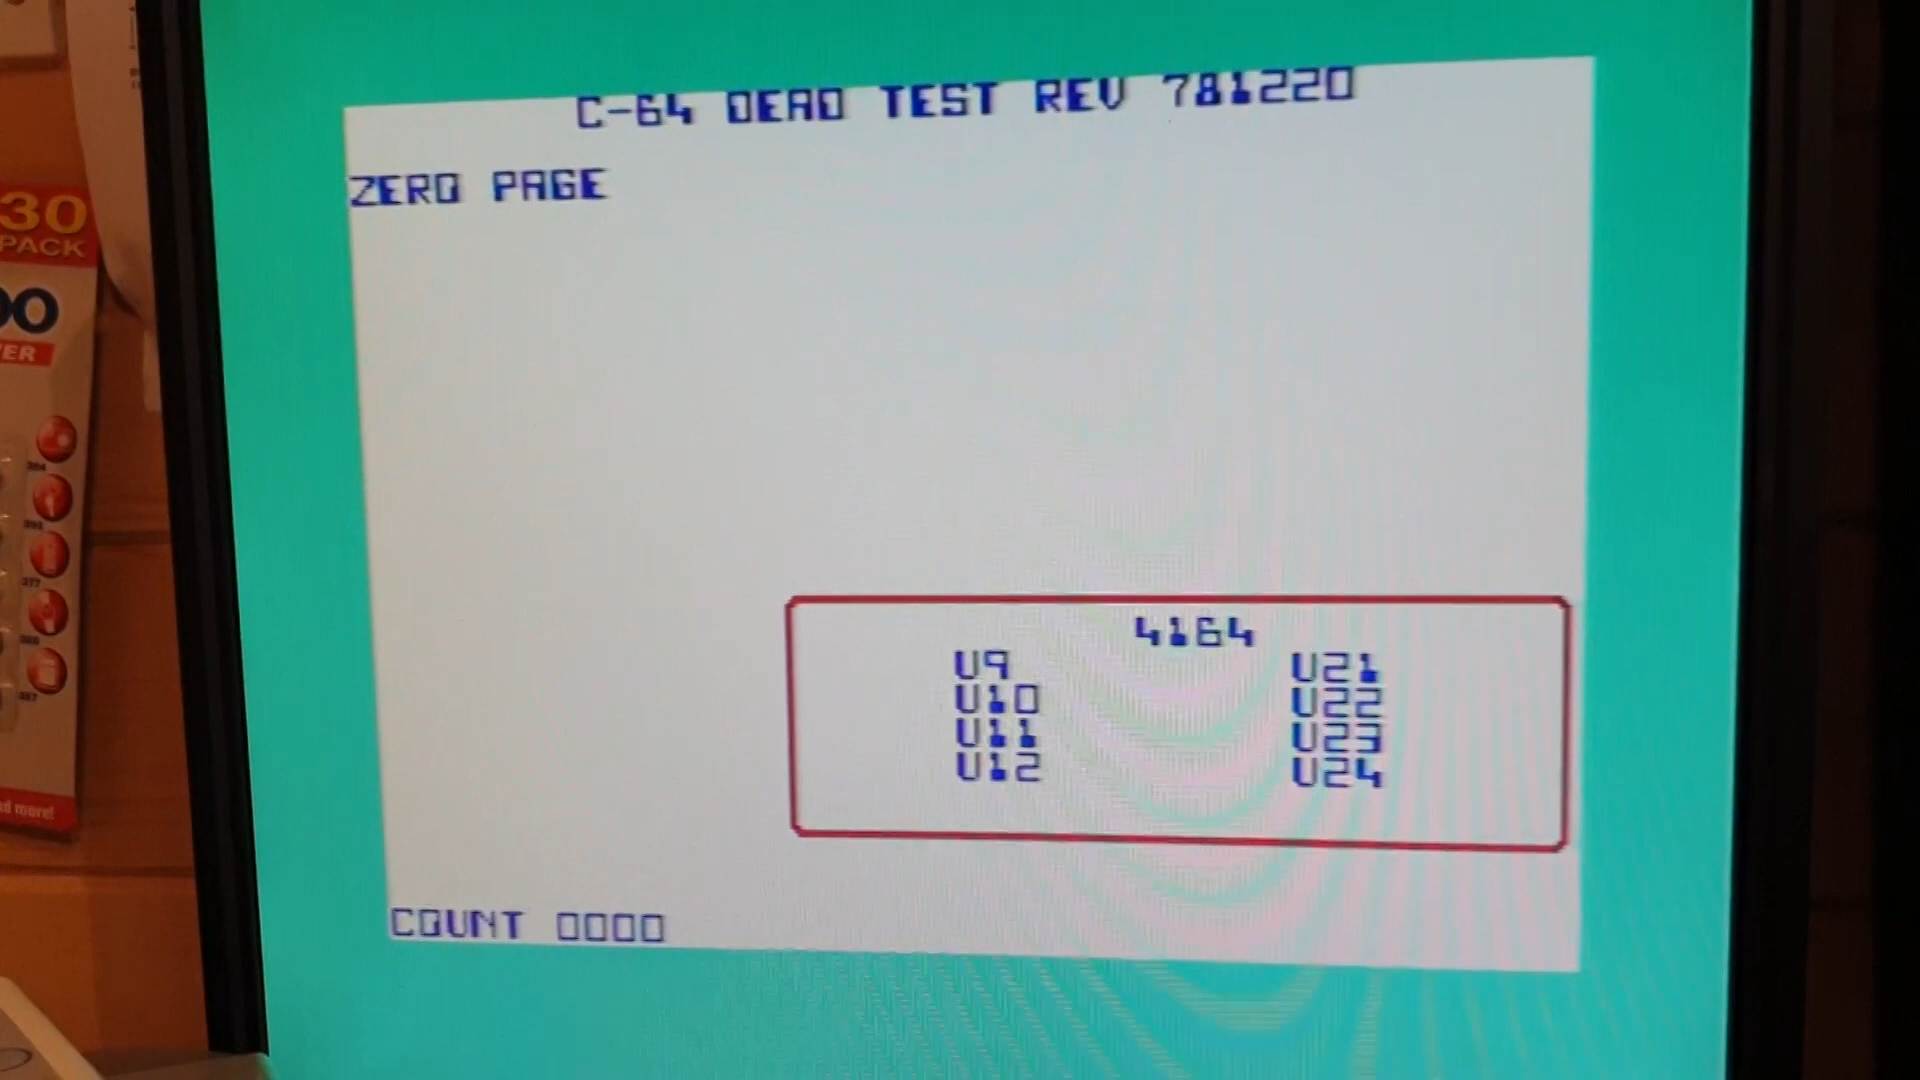 C-64 DEAD TEST REV 781220
ZERO PAGE
4164
U9 U21
U10 U22
U11 U23
U12 U24
COUNT 0000
30
PACK